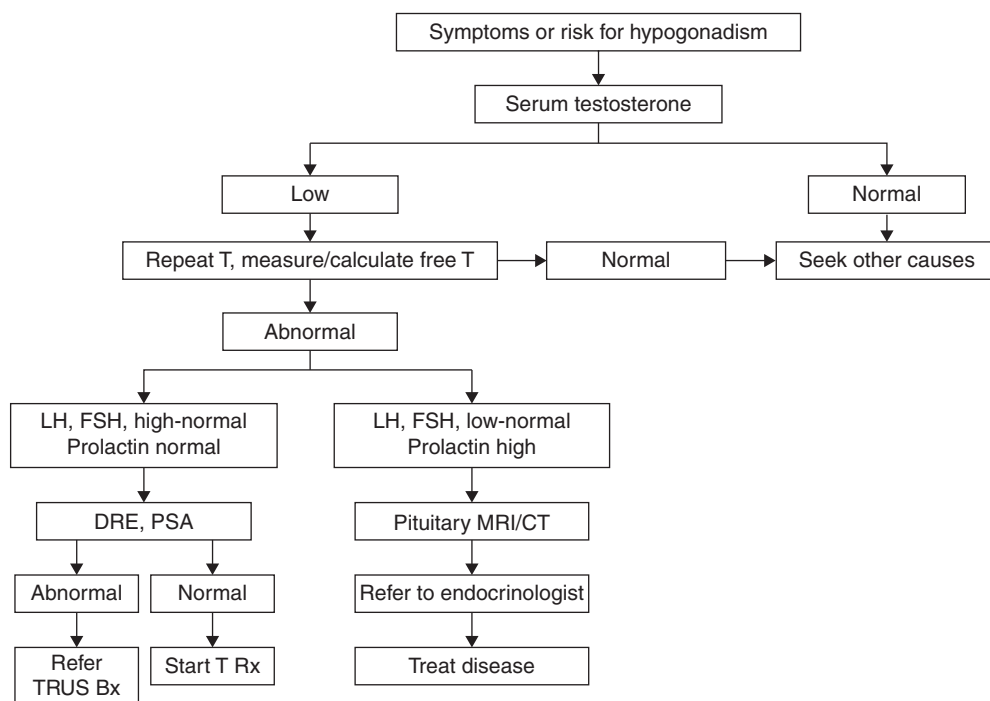 Symptoms or risk for hypogonadism
Serum testosterone
Low
Normal
Repeat T, measure/calculate free T
Normal
Seek other causes
Abnormal
LH, FSH, high-normal
Prolactin normal
LH, FSH, low-normal
Prolactin high
DRE, PSA
Pituitary MRI/CT
Abnormal
Normal
Refer to endocrinologist
Refer
TRUS Bx
Start T Rx
Treat disease